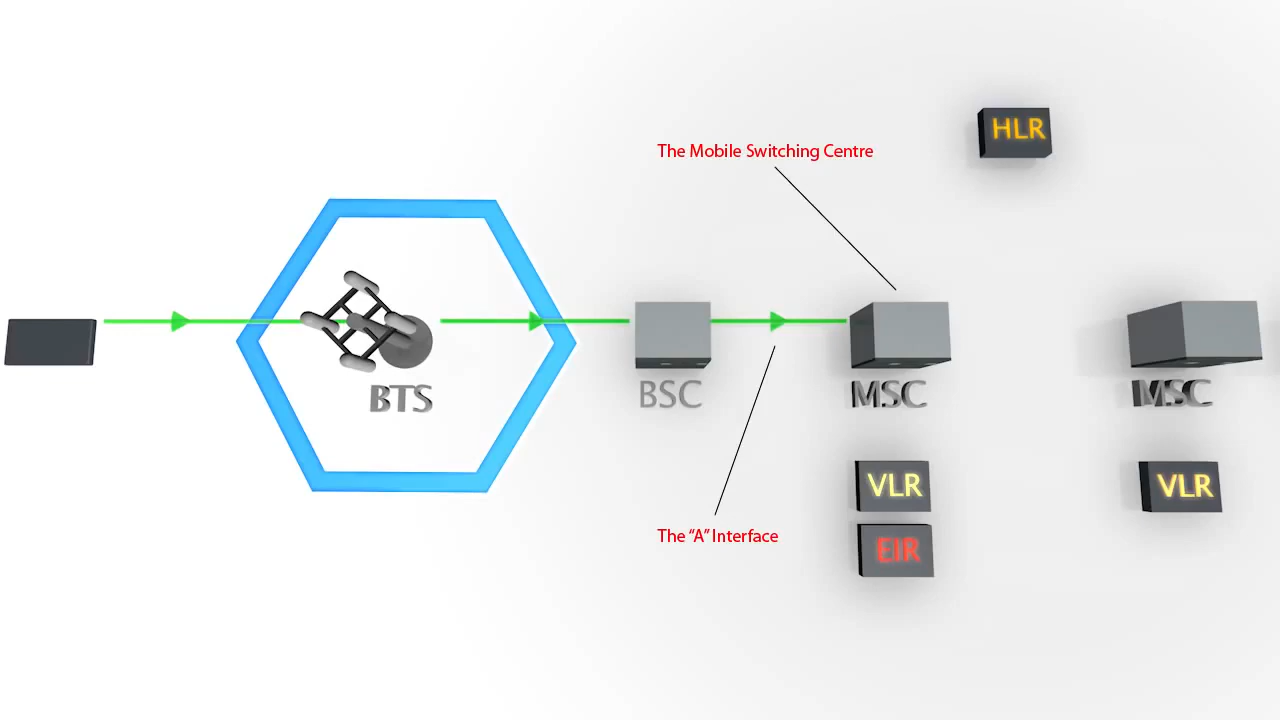 HLR
The Mobile Switching Centre
BTS
BSC
MSC
MSC
VLR
VLR
The “A” Interface
EIR